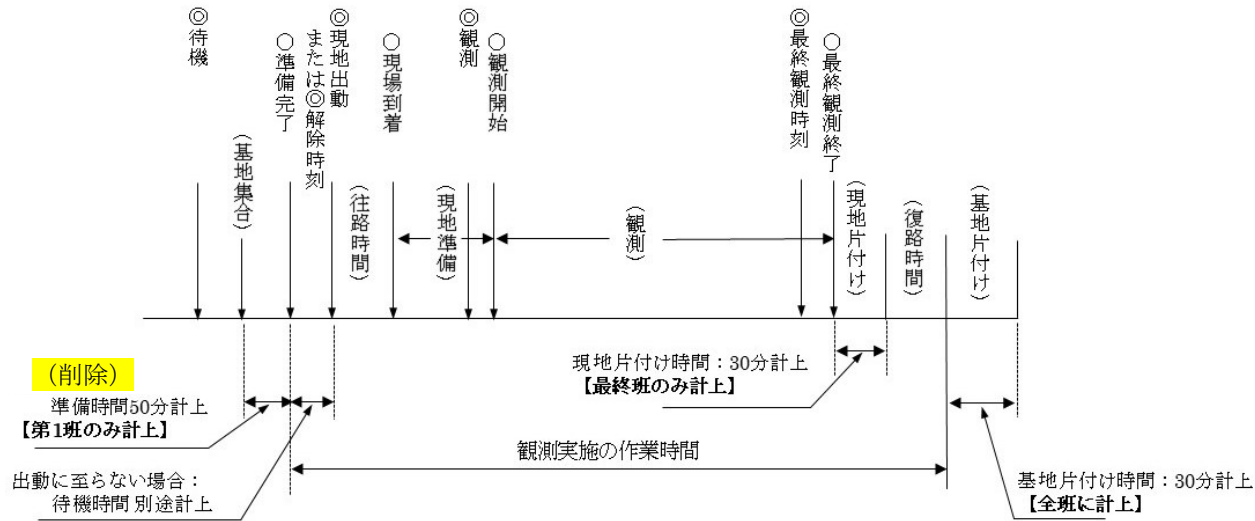 ◎待機
(基地集合)
○準備完了
◎現地出動
または◎解除時刻
(往路時間)
○現場到着
(現地準備)
◎観測
○観測開始
(観測)
◎最終観測時刻
○最終観測終了
(現地片付け)
(復路時間)
(基地片付け)
(削除)
準備時間50分計上
【第1班のみ計上】
現地片付け時間:30分計上
【最終班のみ計上】
観測実施の作業時間
出動に至らない場合:
待機時間別途計上
基地片付け時間:30分計上
【全班に計上】